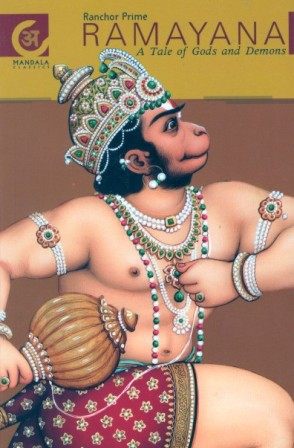 Ranchor Prime
RAMAYANA
A Tale of Gods and Demons
अ
MANDALA
CLASSICS